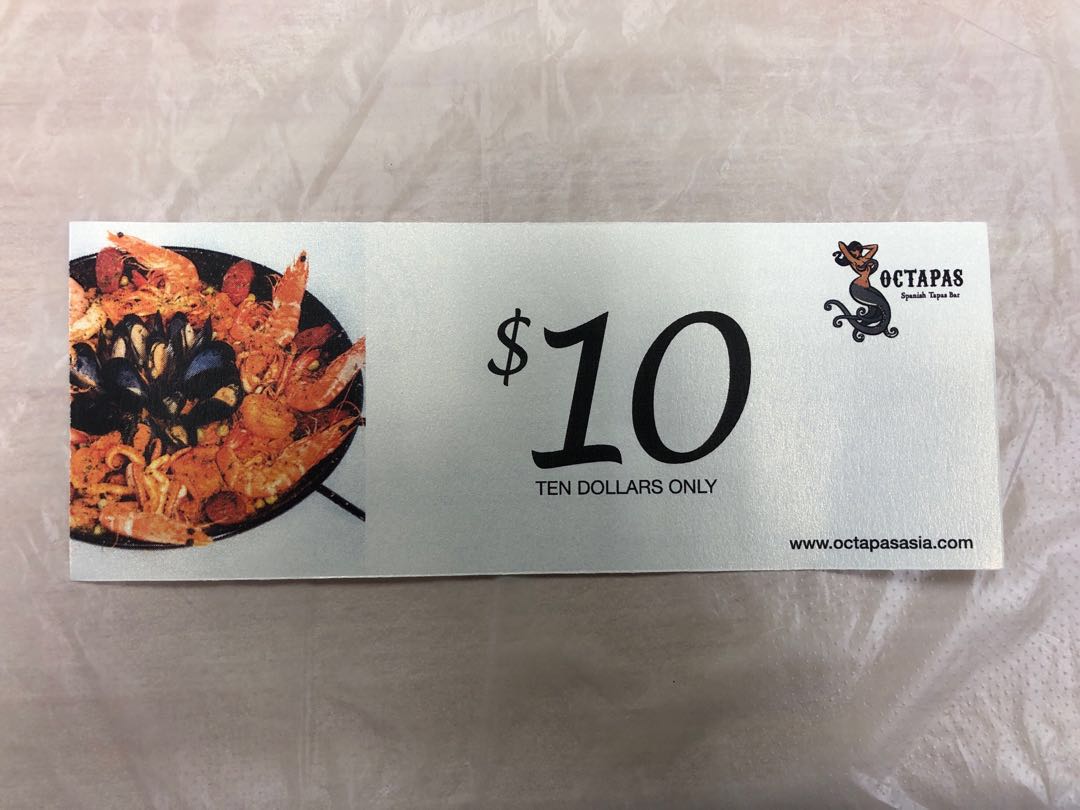 OCTAPAS
Spanish Tapas Bar
$10
TEN DOLLARS ONLY
www.octapasasia.com